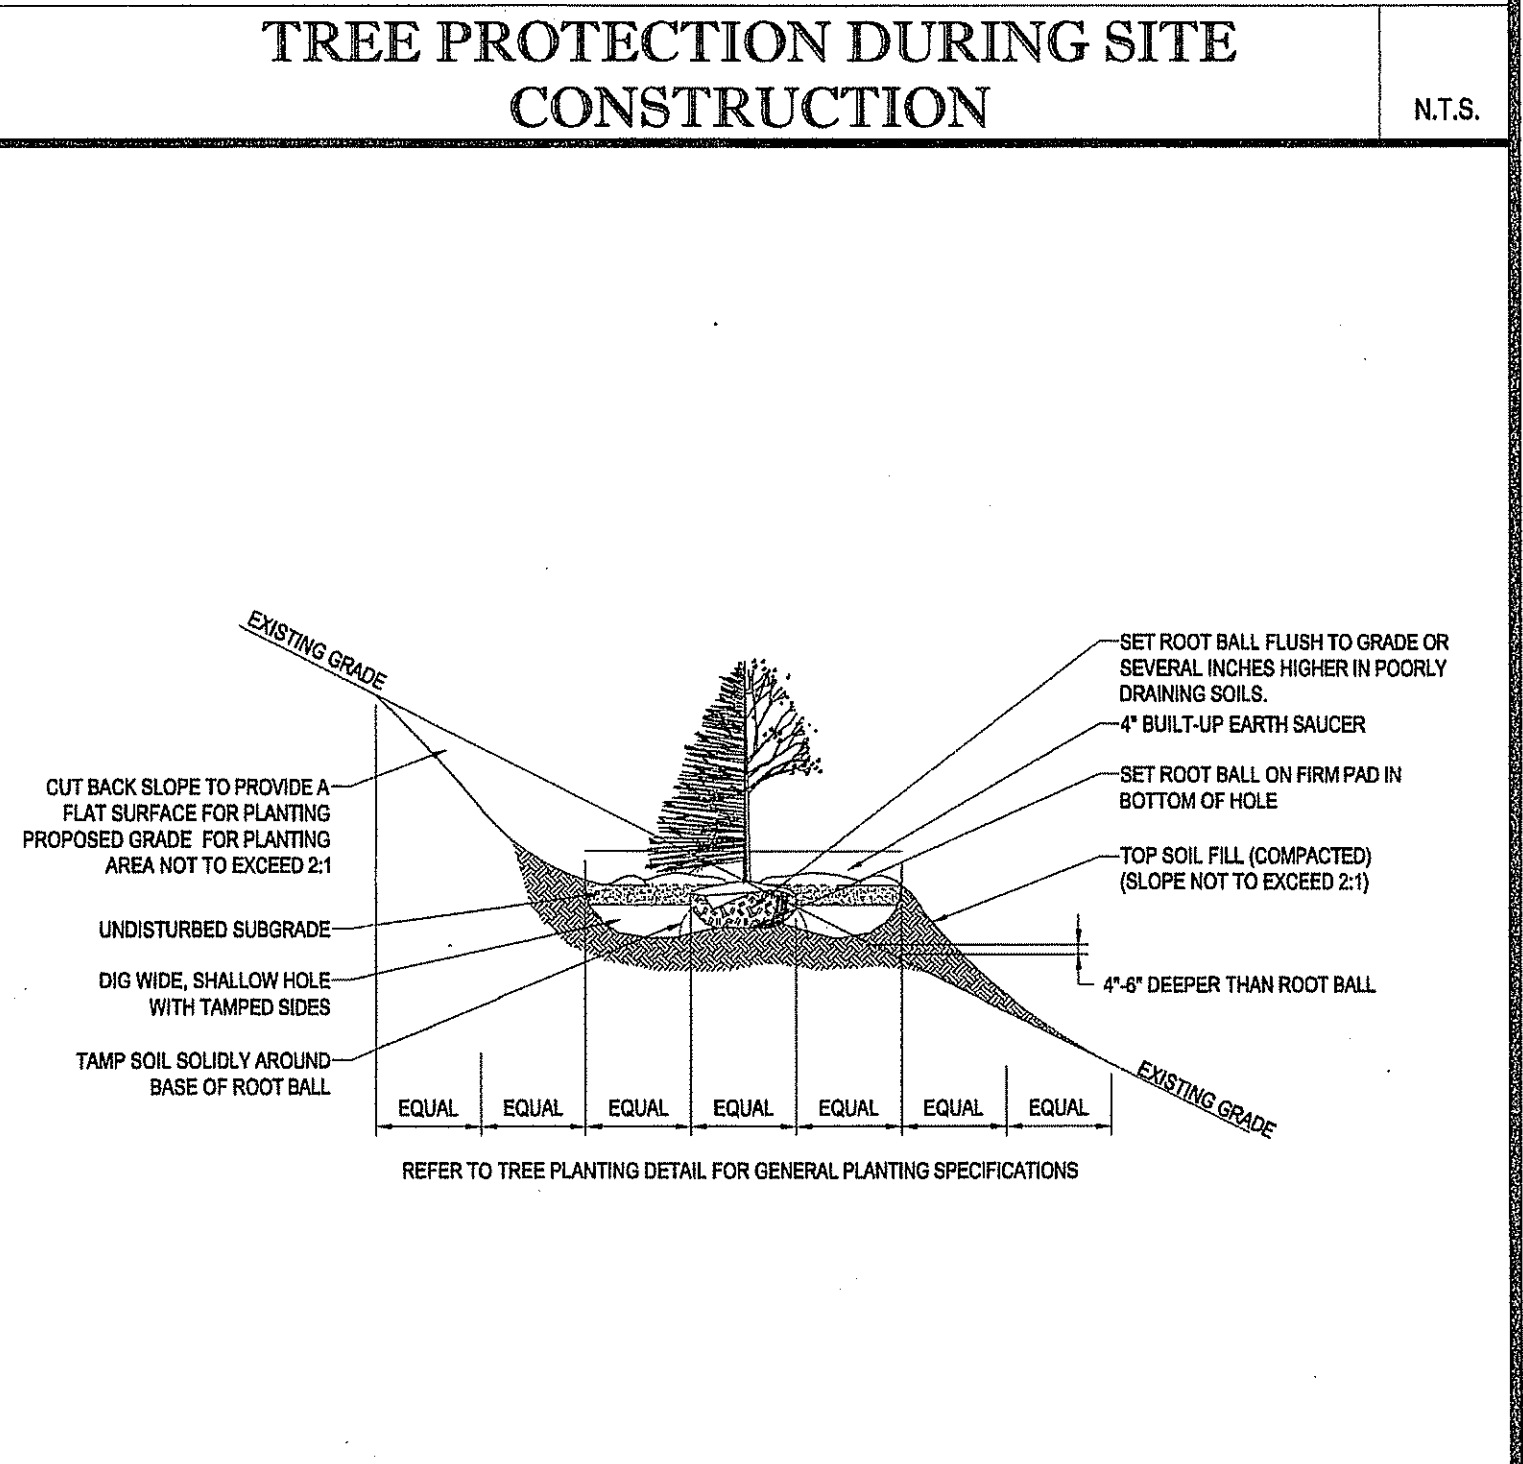 TREE PROTECTION DURING SITE
CONSTRUCTION
N.T.S.
EXISTING GRADE
CUT BACK SLOPE TO PROVIDE A
FLAT SURFACE FOR PLANTING
PROPOSED GRADE FOR PLANTING
AREA NOT TO EXCEED 2:1
UNDISTURBED SUBGRADE
DIG WIDE, SHALLOW HOLE
WITH TAMPED SIDES
TAMP SOIL SOLIDLY AROUND
BASE OF ROOT BALL
SET ROOT BALL FLUSH TO GRADE OR
SEVERAL INCHES HIGHER IN POORLY
DRAINING SOILS.
4" BUILT-UP EARTH SAUCER
SET ROOT BALL ON FIRM PAD IN
BOTTOM OF HOLE
TOP SOIL FILL (COMPACTED)
(SLOPE NOT TO EXCEED 2:1)
4"-6" DEEPER THAN ROOT BALL
EXISTING GRADE
EQUAL EQUAL EQUAL EQUAL EQUAL EQUAL EQUAL
REFER TO TREE PLANTING DETAIL FOR GENERAL PLANTING SPECIFICATIONS